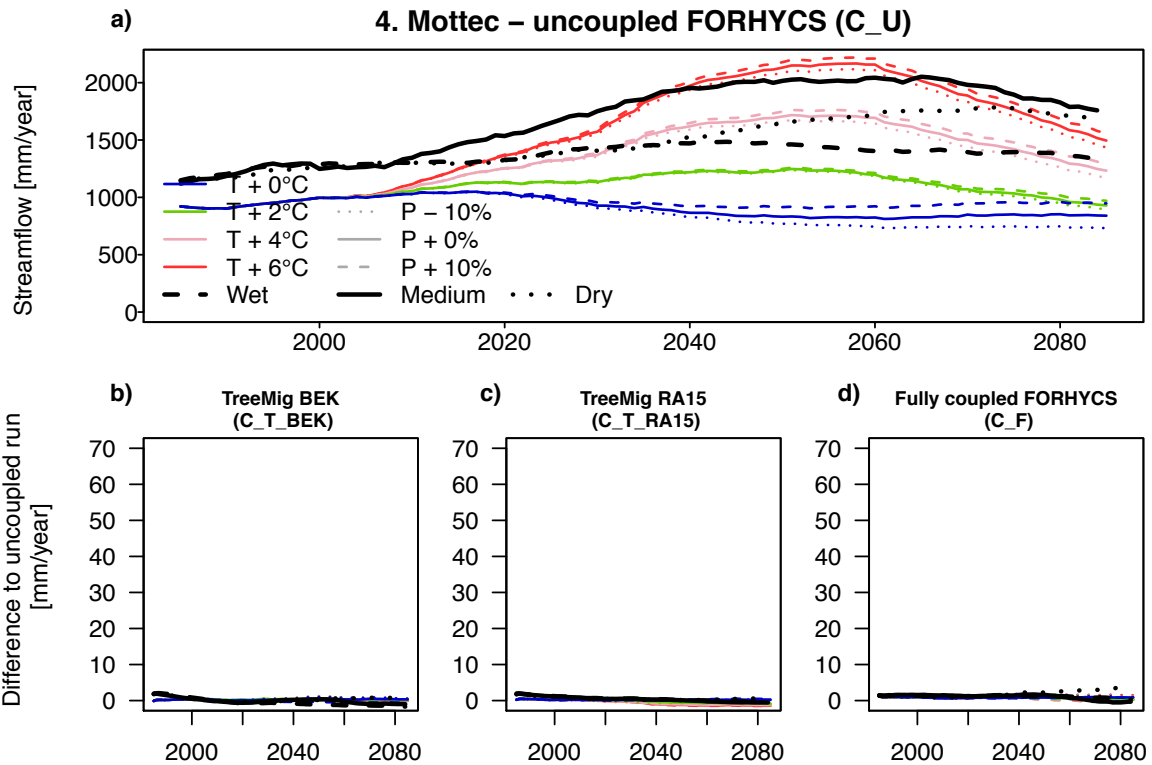 a)
4. Mottec – uncoupled FORHYCS (C_U)
Streamflow [mm/year]
2000
1500
1000
500
0
T + 0°C
T + 2°C
P − 10%
T + 4°C
P + 0%
T + 6°C
P + 10%
Wet
Medium
Dry
2000
2020
2040
2060
2080
b)
TreeMig BEK
(C_T_BEK)
c)
TreeMig RA15
(C_T_RA15)
d)
Fully coupled FORHYCS
(C_F)
Difference to uncoupled run
[mm/year]
70
60
50
40
30
20
10
0
2000
2040
2080
70
60
50
40
30
20
10
0
2000
2040
2080
70
60
50
40
30
20
10
0
2000
2040
2080